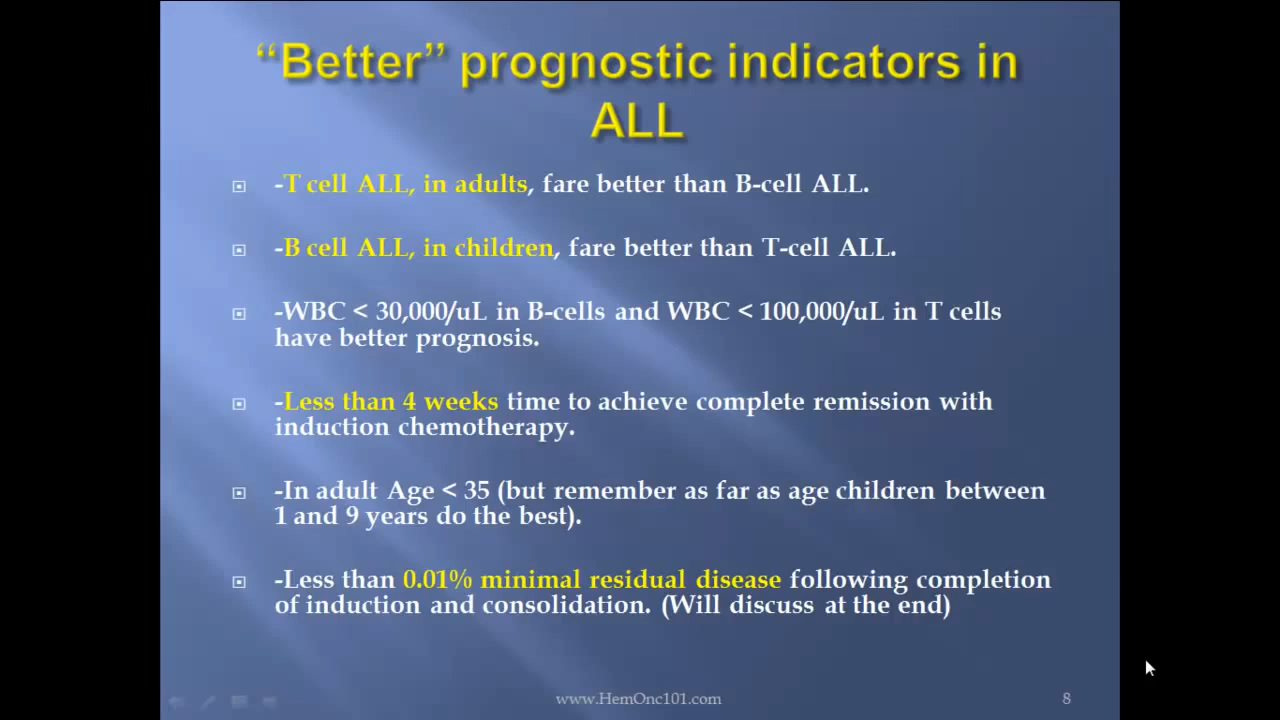 “Better” prognostic indicators in
ALL
-T cell ALL, in adults, fare better than B-cell ALL.
-B cell ALL, in children, fare better than T-cell ALL.
-WBC < 30,000/uL in B-cells and WBC < 100,000/uL in T cells
have better prognosis.
-Less than 4 weeks time to achieve complete remission with
induction chemotherapy.
-In adult Age < 35 (but remember as far as age children between
1 and 9 years do the best).
-Less than 0.01% minimal residual disease following completion
of induction and consolidation. (Will discuss at the end)
www.HemOnc101.com
8